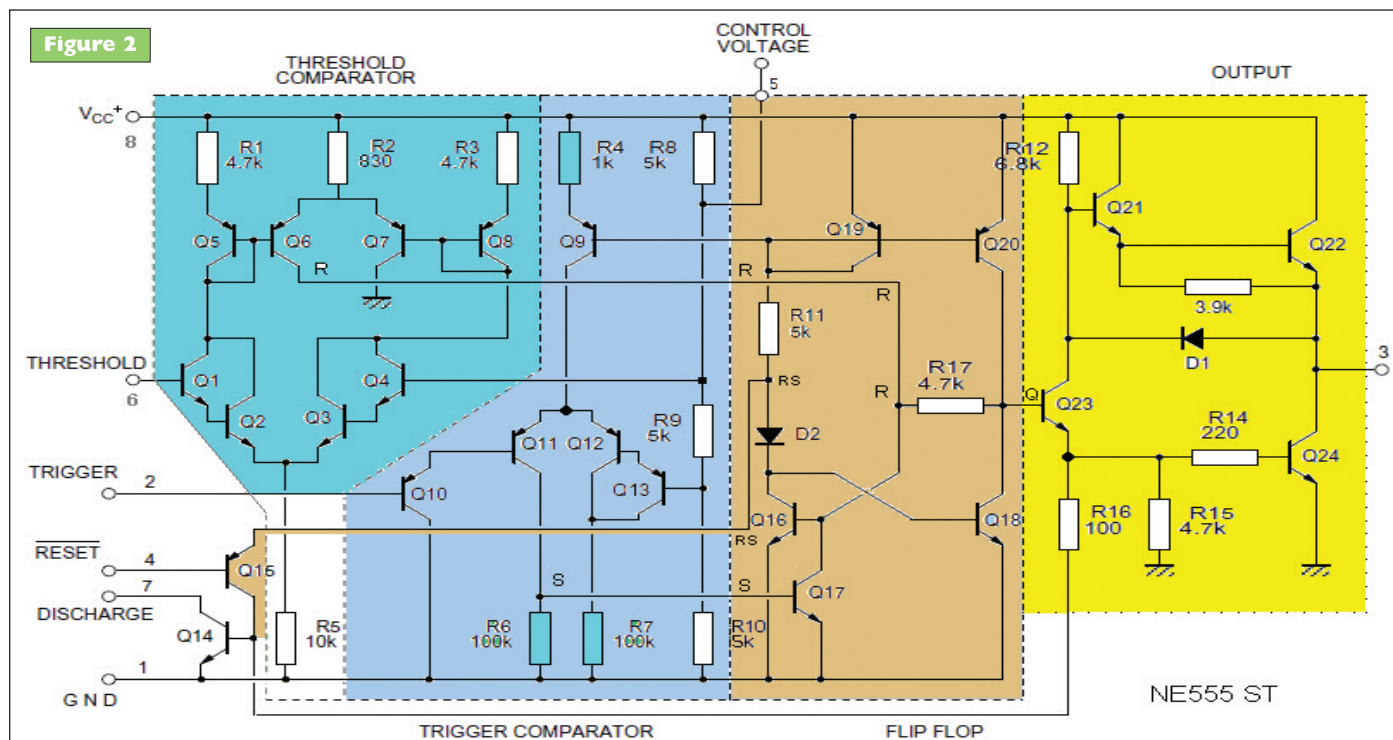 Figure 2
CONTROL
VOLTAGE
5
THRESHOLD
COMPARATOR
OUTPUT
VCC+
8
R1
4.7k
R2
830
R3
4.7k
R4
1k
R8
5k
R12
6.8k
Q5
Q6
Q7
Q8
Q9
Q19
Q20
Q21
Q22
R
R
R
R11
5k
3.9k
D1
3
THRESHOLD
6
Q1
Q2
Q3
Q4
RS
R17
4.7k
R
Q
Q23
R9
5k
D2
R14
220
Q24
TRIGGER
2
Q10
Q11
Q12
Q13
Q16
Q18
R16
100
R15
4.7k
RS
RESET
4
Q15
7
DISCHARGE
Q14
S
S
Q17
R5
10k
R6
100k
R7
100k
R10
5k
1
GND
NE555 ST
TRIGGER COMPARATOR
FLIP FLOP